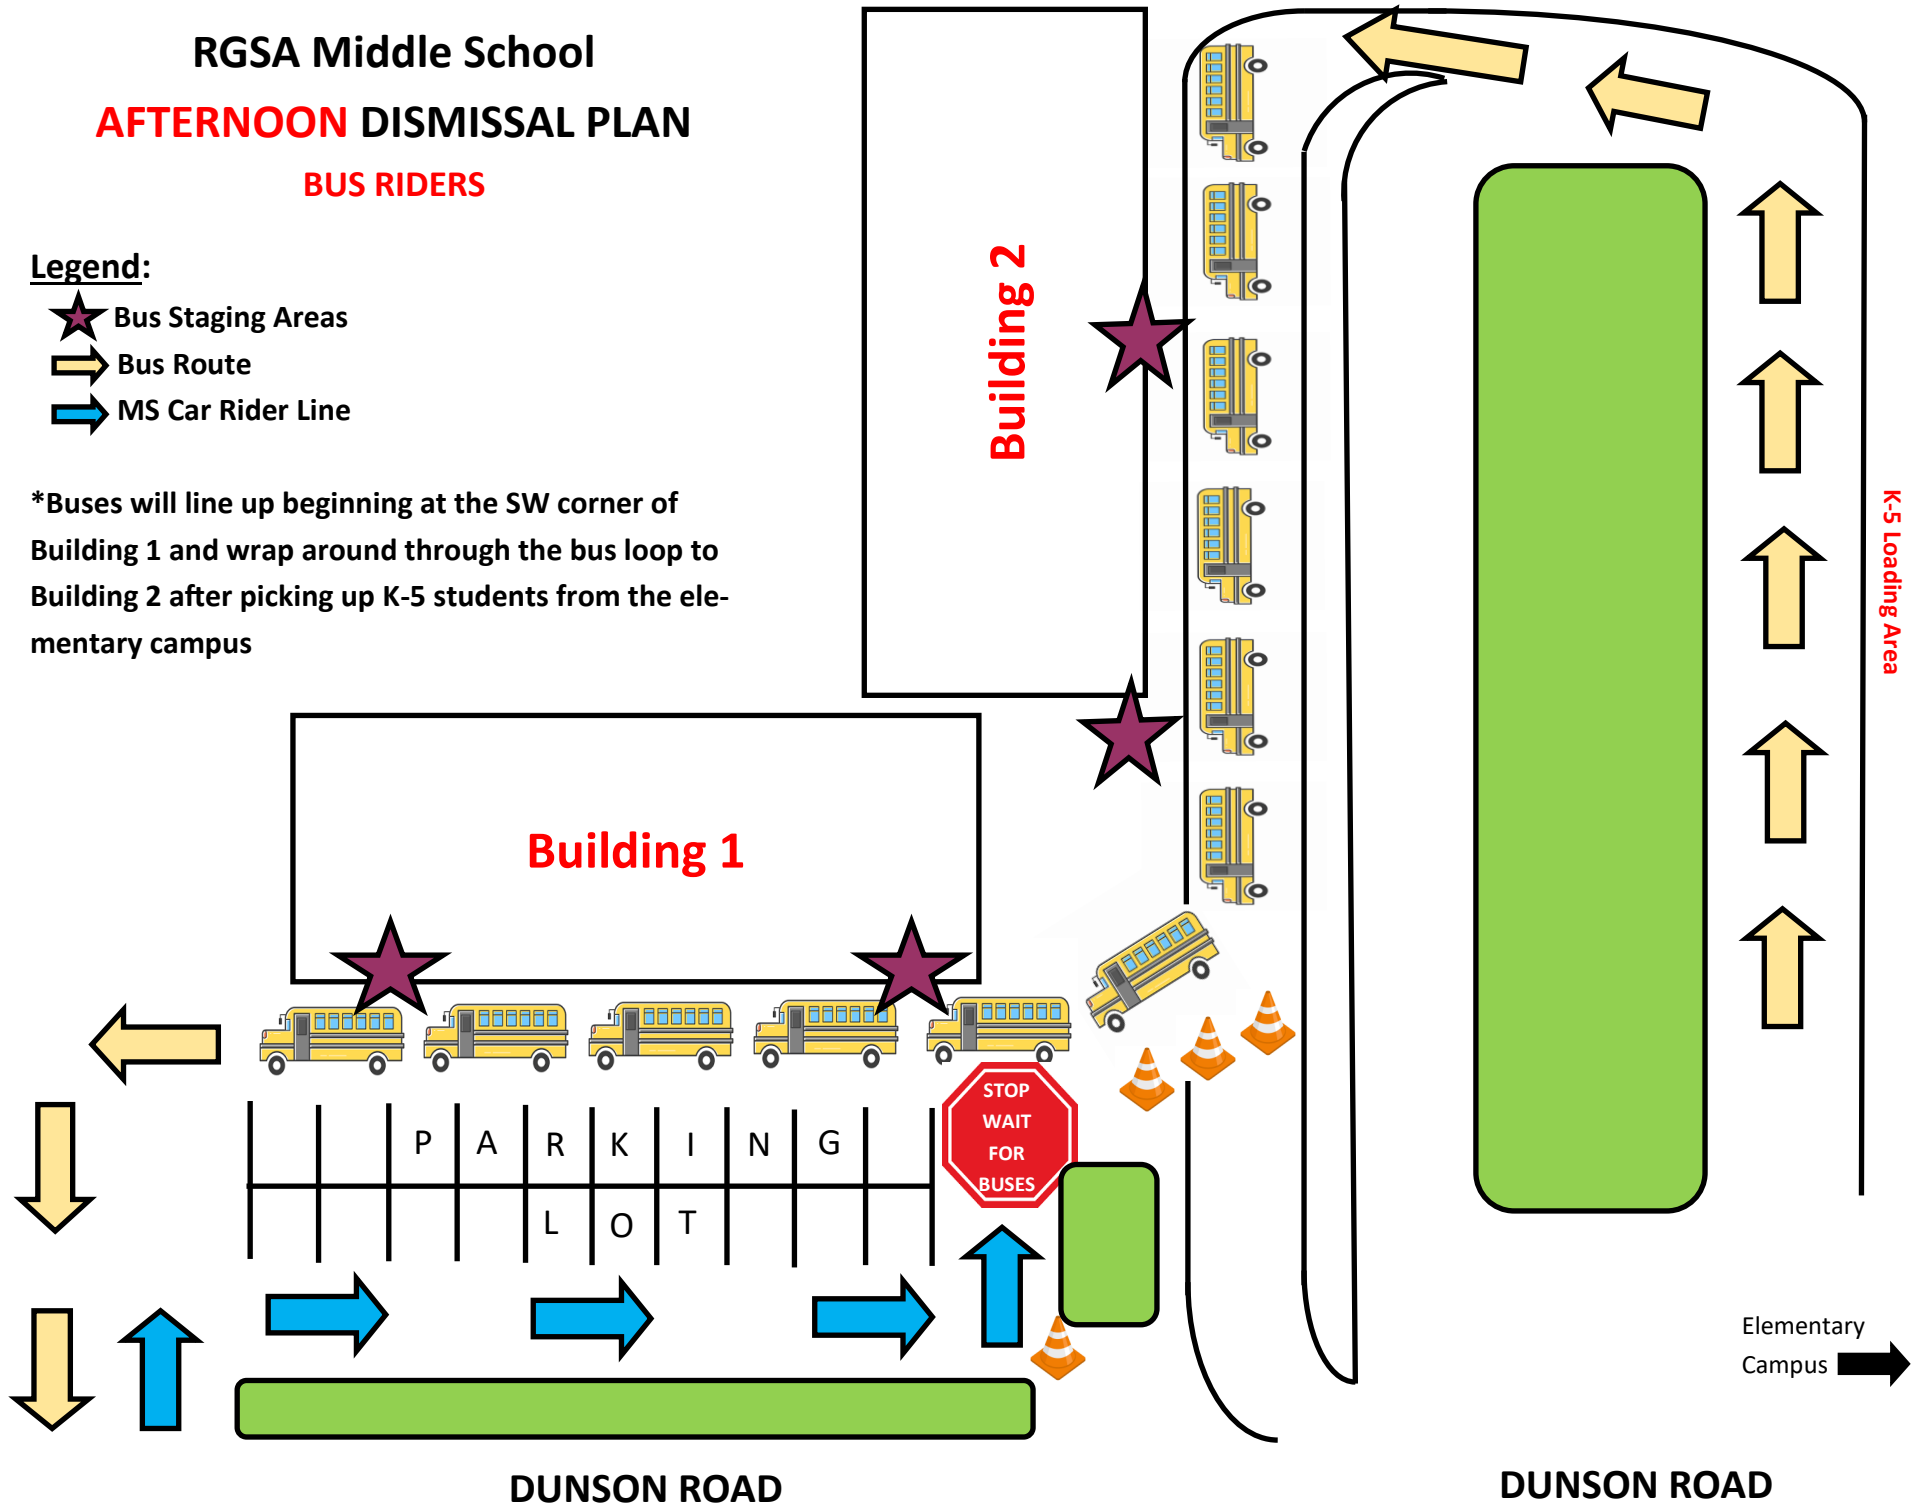 RGSA Middle School
AFTERNOON DISMISSAL PLAN
BUS RIDERS
Legend:
Bus Staging Areas
Bus Route
MS Car Rider Line
*Buses will line up beginning at the SW corner of
Building 1 and wrap around through the bus loop to
Building 2 after picking up K-5 students from the ele-
mentary campus
Building 2
K-5 Loading Area
Building 1
STOP
WAIT
FOR
BUSES
P A R K I N G
L O T
Elementary
Campus
DUNSON ROAD
DUNSON ROAD